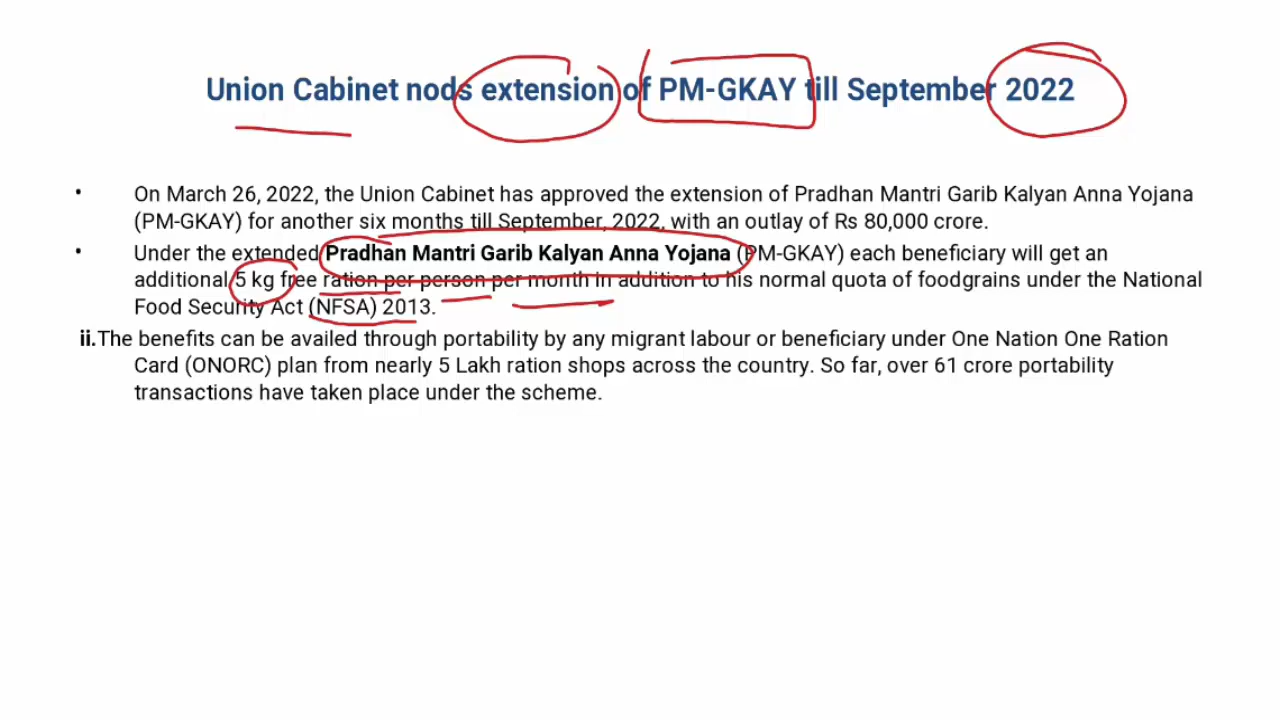 Union Cabinet nods extension of PM-GKAY till September 2022
• On March 26, 2022, the Union Cabinet has approved the extension of Pradhan Mantri Garib Kalyan Anna Yojana
(PM-GKAY) for another six months till September, 2022, with an outlay of Rs 80,000 crore.
• Under the extended Pradhan Mantri Garib Kalyan Anna Yojana (PM-GKAY) each beneficiary will get an
additional 5 kg free ration per person per month in addition to his normal quota of foodgrains under the National
Food Security Act (NFSA) 2013.
ii.The benefits can be availed through portability by any migrant labour or beneficiary under One Nation One Ration
Card (ONORC) plan from nearly 5 Lakh ration shops across the country. So far, over 61 crore portability
transactions have taken place under the scheme.